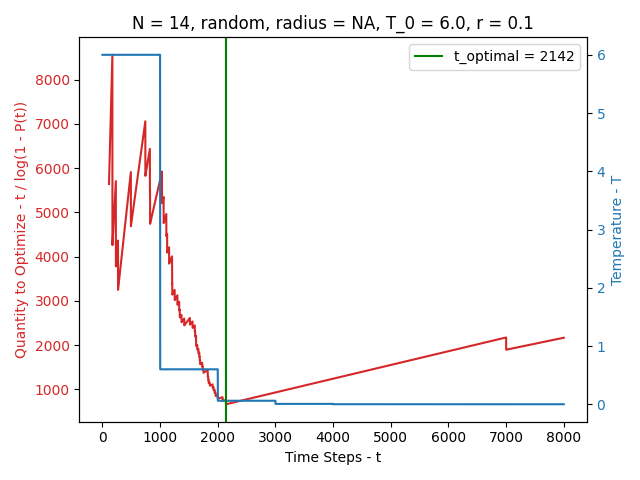 N = 14, random, radius = NA, T_0 = 6.0, r = 0.1
t_optimal = 2142
Quantity to Optimize - t / log(1 - P(t))
8000
7000
6000
5000
4000
3000
2000
1000
6
5
4
3
2
1
0
Temperature - T
0 1000 2000 3000 4000 5000 6000 7000 8000
Time Steps - t